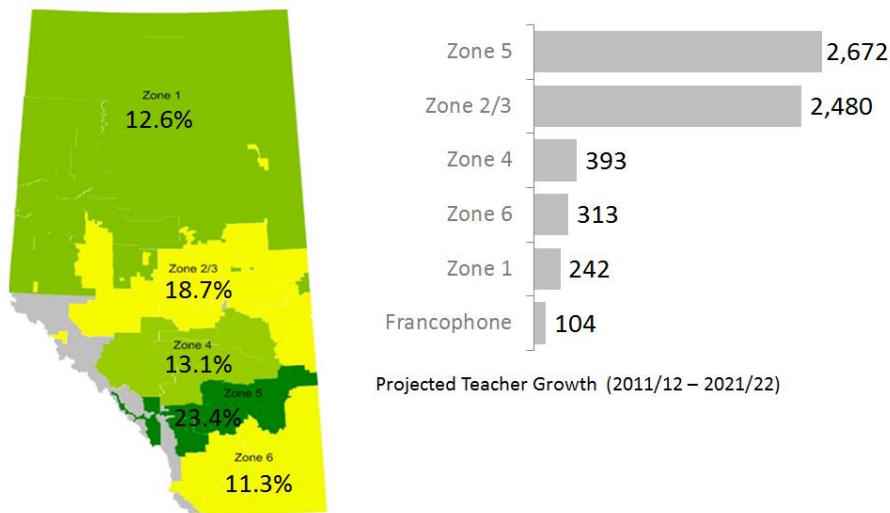 Zone 1
12.6%
Zone 2/3
18.7%
Zone 4
13.1%
Zone 5
23.4%
Zone 6
11.3%
Zone 5 2,672
Zone 2/3 2,480
Zone 4 393
Zone 6 313
Zone 1 242
Francophone 104
Projected Teacher Growth (2011/12 – 2021/22)